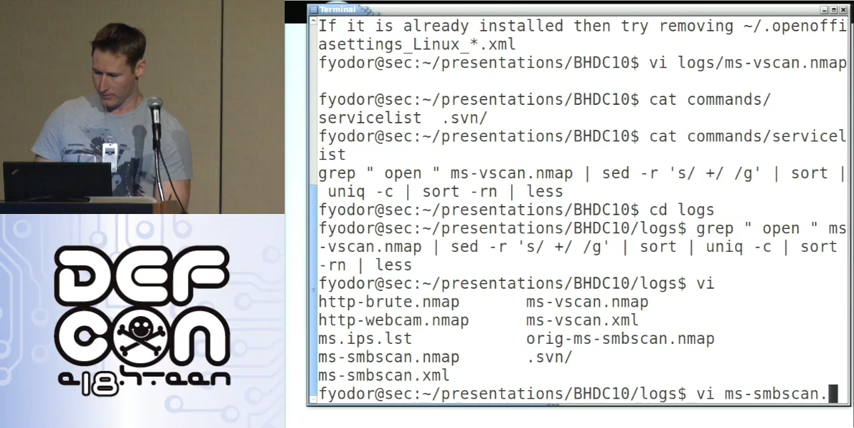 Terminal
If it is already installed then try removing ~/.openoffi
asettings_Linux_*.xml
fyodor@sec:~/presentations/BHDC10$ vi logs/ms-vscan.nmap
fyodor@sec:~/presentations/BHDC10$ cat commands/
servicelist  .svn/
fyodor@sec:~/presentations/BHDC10$ cat commands/servicel
ist
grep " open " ms-vscan.nmap | sed -r 's/ +/ /g' | sort |
 uniq -c | sort -rn | less
fyodor@sec:~/presentations/BHDC10$ cd logs
fyodor@sec:~/presentations/BHDC10/logs$ grep " open " ms
-vscan.nmap | sed -r 's/ +/ /g' | sort | uniq -c | sort
-rn | less
fyodor@sec:~/presentations/BHDC10/logs$ vi
http-brute.nmap       ms-vscan.nmap
http-webcam.nmap      ms-vscan.xml
ms.ips.lst            orig-ms-smbscan.nmap
ms-smbscan.nmap       .svn/
ms-smbscan.xml
fyodor@sec:~/presentations/BHDC10/logs$ vi ms-smbscan.
DEF
CON
e18.hteen